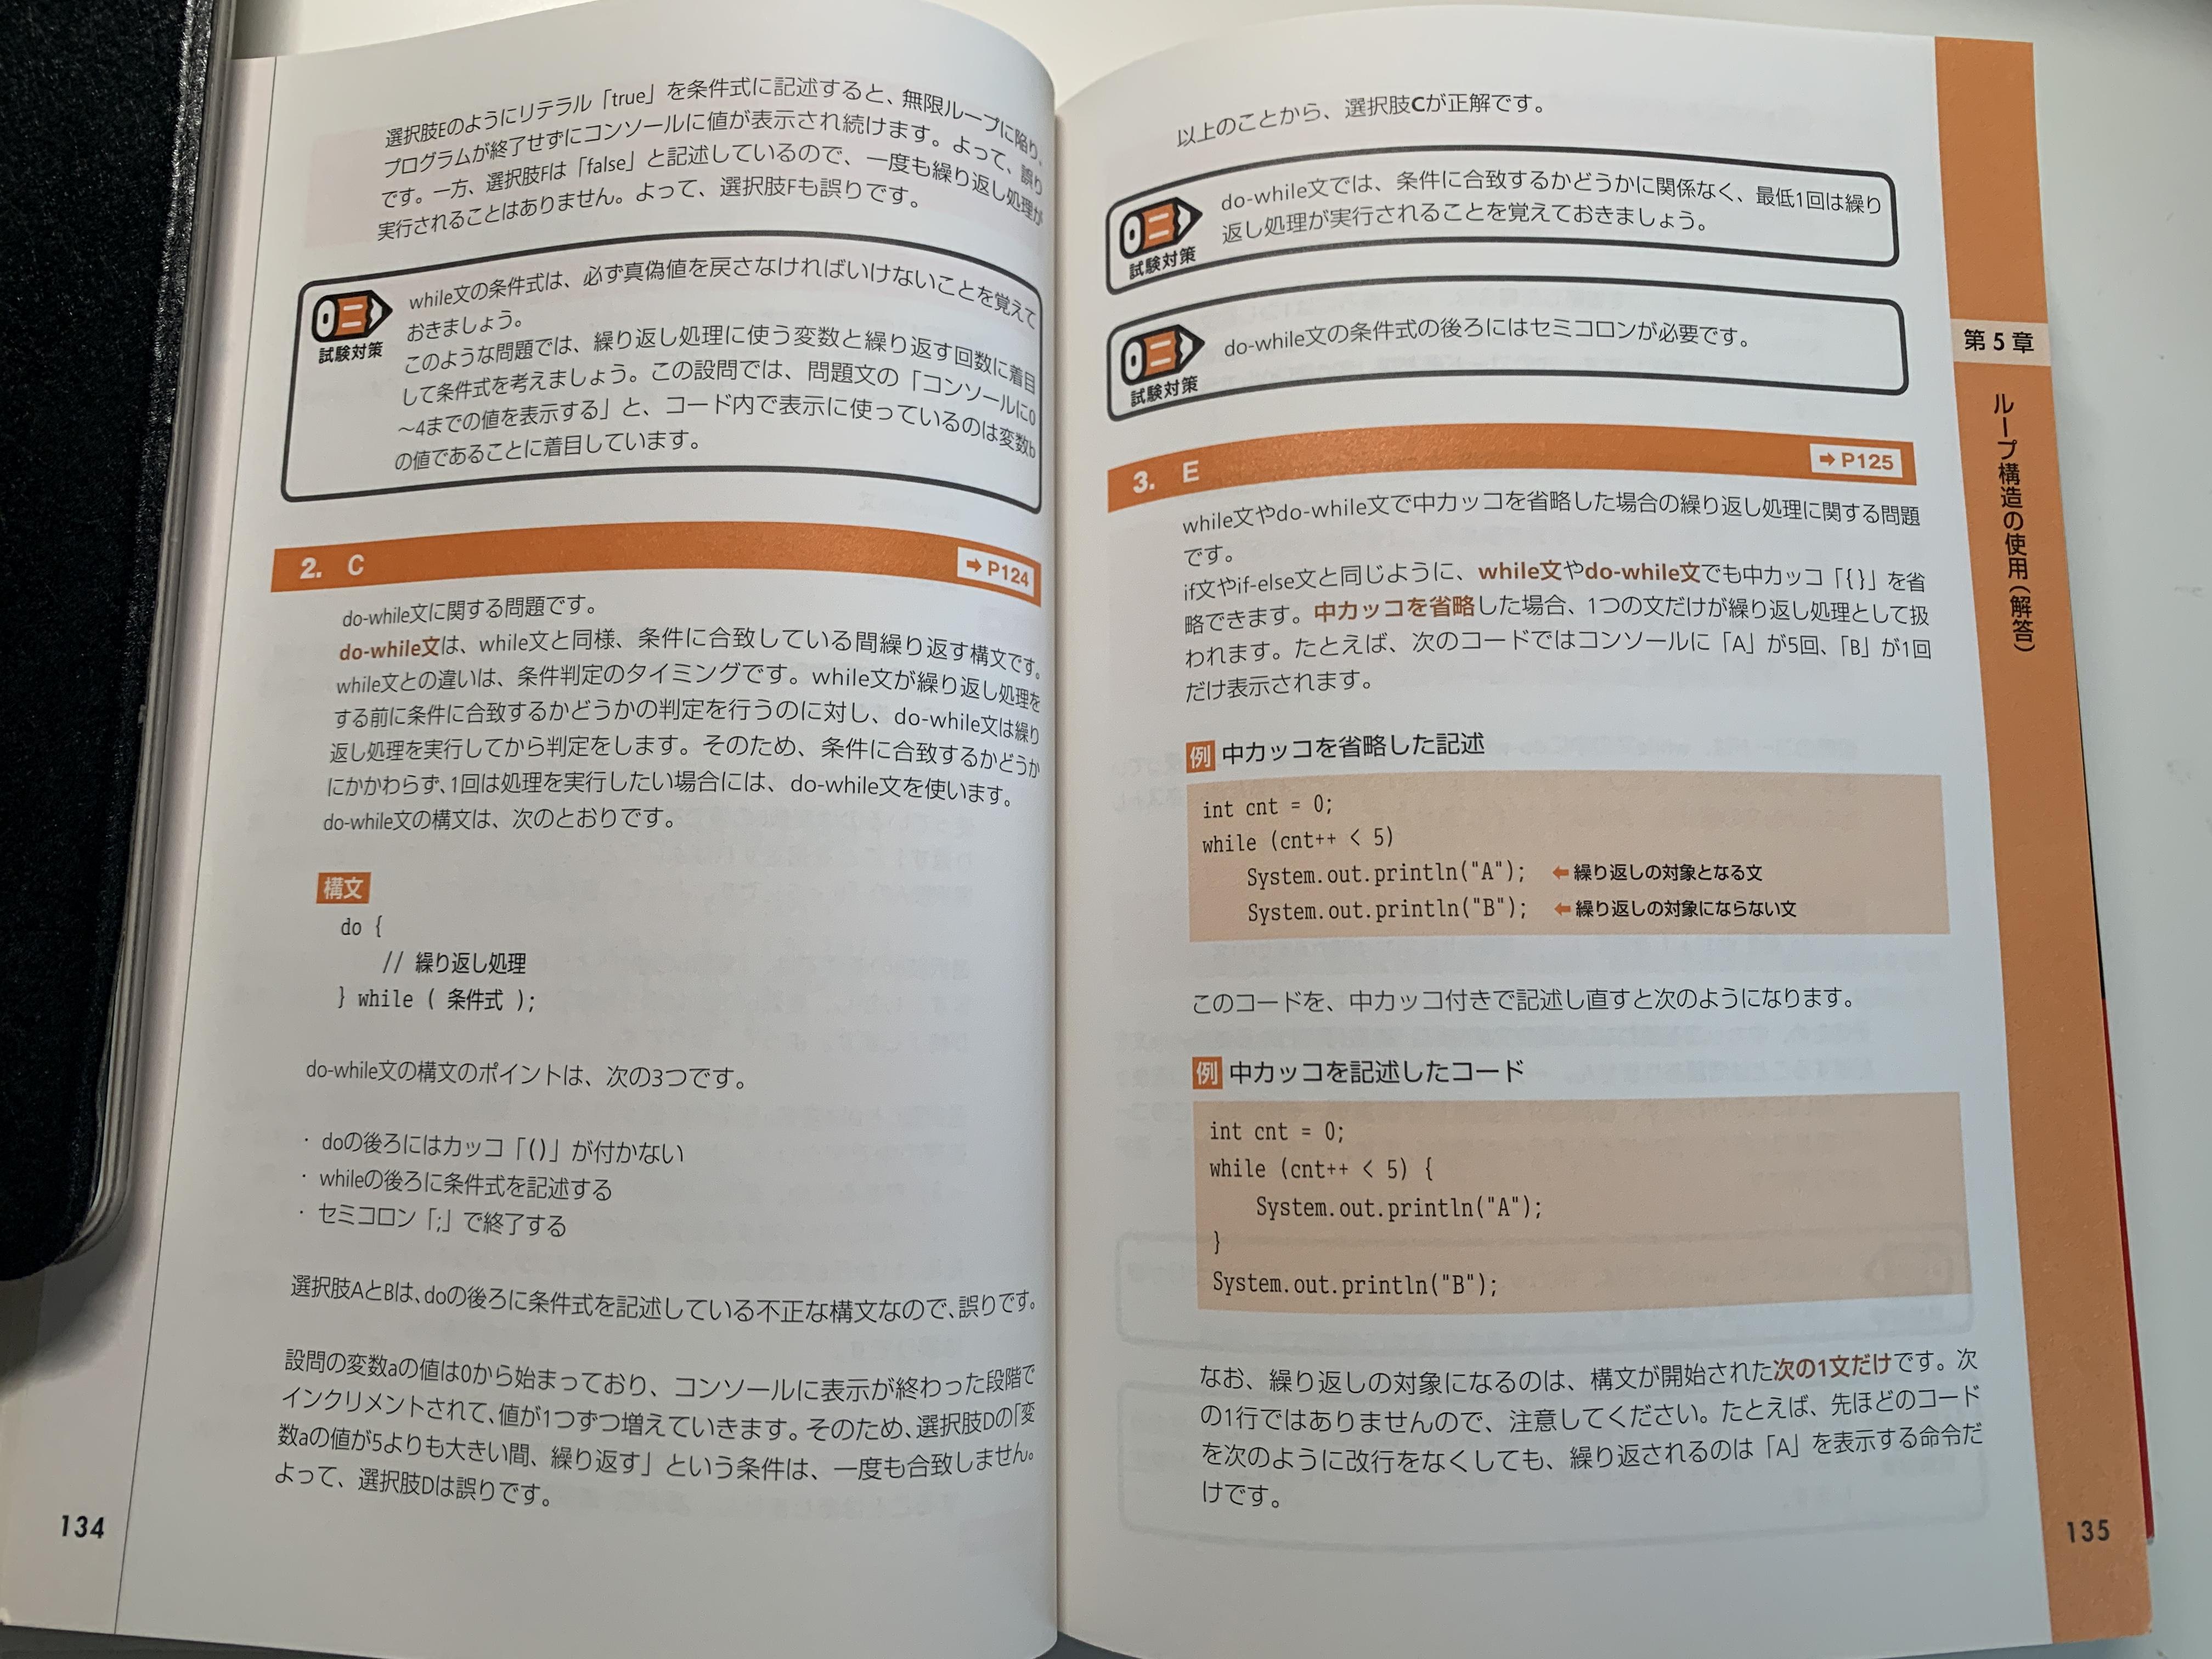 選択肢Eのようにリテラル「true」を条件式に記述すると、無限ループに陥り、
プログラムが終了せずにコンソールに値が表示され続けます。よって、誤り
です。一方、選択肢Fは「false」と記述しているので、一度も繰り返し処理が
実行されることはありません。よって、選択肢Fも誤りです。
試験対策
while文の条件式は、必ず真偽値を戻さなければいけないことを覚えて
おきましょう。
このような問題では、繰り返し処理に使う変数と繰り返す回数に着目
して条件式を考えましょう。この設問では、問題文の「コンソールに0
～4までの値を表示する」と、コード内で表示に使っているのは変数b
の値であることに着目しています。
2. C ➡ P124
do-while文に関する問題です。
do-while文は、while文と同様、条件に合致している間繰り返す構文です。
while文との違いは、条件判定のタイミングです。while文が繰り返し処理を
する前に条件に合致するかどうかの判定を行うのに対し、do-while文は繰り
返し処理を実行してから判定をします。そのため、条件に合致するかどうか
にかかわらず、1回は処理を実行したい場合には、do-while文を使います。
do-while文の構文は、次のとおりです。
構文
do {
// 繰り返し処理
} while ( 条件式 );
do-while文の構文のポイントは、次の3つです。
・ doの後ろにはカッコ「()」が付かない
・ whileの後ろに条件式を記述する
・ セミコロン「;」で終了する
選択肢AとBは、doの後ろに条件式を記述している不正な構文なので、誤りです。
設問の変数aの値は0から始まっており、コンソールに表示が終わった段階で
インクリメントされて、値が1つずつ増えていきます。そのため、選択肢Dの「変
数aの値が5よりも大きい間、繰り返す」という条件は、一度も合致しません。
よって、選択肢Dは誤りです。
134
以上のことから、選択肢Cが正解です。
試験対策
do-while文では、条件に合致するかどうかに関係なく、最低1回は繰り
返し処理が実行されることを覚えておきましょう。
試験対策
do-while文の条件式の後ろにはセミコロンが必要です。
3. E ➡ P125
while文やdo-while文で中カッコを省略した場合の繰り返し処理に関する問題
です。
if文やif-else文と同じように、while文やdo-while文でも中カッコ「{ }」を省
略できます。中カッコを省略した場合、1つの文だけが繰り返し処理として扱
われます。たとえば、次のコードではコンソールに「A」が5回、「B」が1回
だけ表示されます。
例 中カッコを省略した記述
int cnt = 0;
while (cnt++ < 5)
System.out.println("A"); ⬅ 繰り返しの対象となる文
System.out.println("B"); ⬅ 繰り返しの対象にならない文
このコードを、中カッコ付きで記述し直すと次のようになります。
例 中カッコを記述したコード
int cnt = 0;
while (cnt++ < 5) {
System.out.println("A");
}
System.out.println("B");
なお、繰り返しの対象になるのは、構文が開始された次の1文だけです。次
の1行ではありませんので、注意してください。たとえば、先ほどのコード
を次のように改行をなくしても、繰り返されるのは「A」を表示する命令だ
けです。
第5章
ループ構造の使用（解答）
135